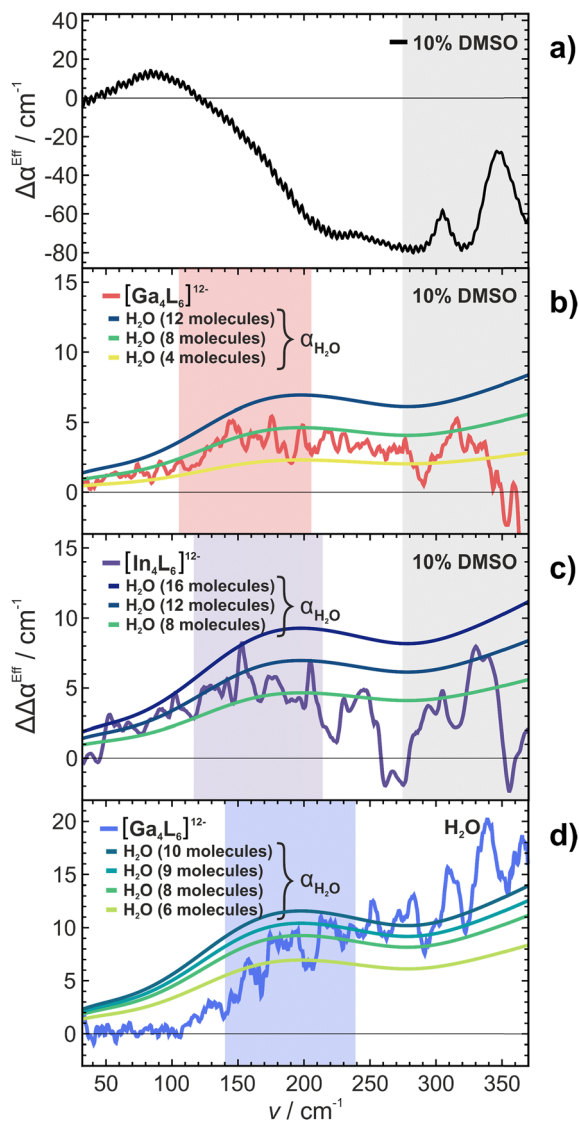 40
20
0
-20
-40
-60
-80
Δα^Eff / cm^-1
10% DMSO
a)
15
10
5
0
[Ga₄L₆]^12-
H₂O (12 molecules)
H₂O (8 molecules)
H₂O (4 molecules)
α_H₂O
10% DMSO
b)
15
10
5
0
ΔΔα^Eff / cm^-1
[In₄L₆]^12-
H₂O (16 molecules)
H₂O (12 molecules)
H₂O (8 molecules)
α_H₂O
10% DMSO
c)
20
15
10
5
0
[Ga₄L₆]^12-
H₂O (10 molecules)
H₂O (9 molecules)
H₂O (8 molecules)
H₂O (6 molecules)
α_H₂O
H₂O
d)
50 100 150 200 250 300 350
ν / cm^-1